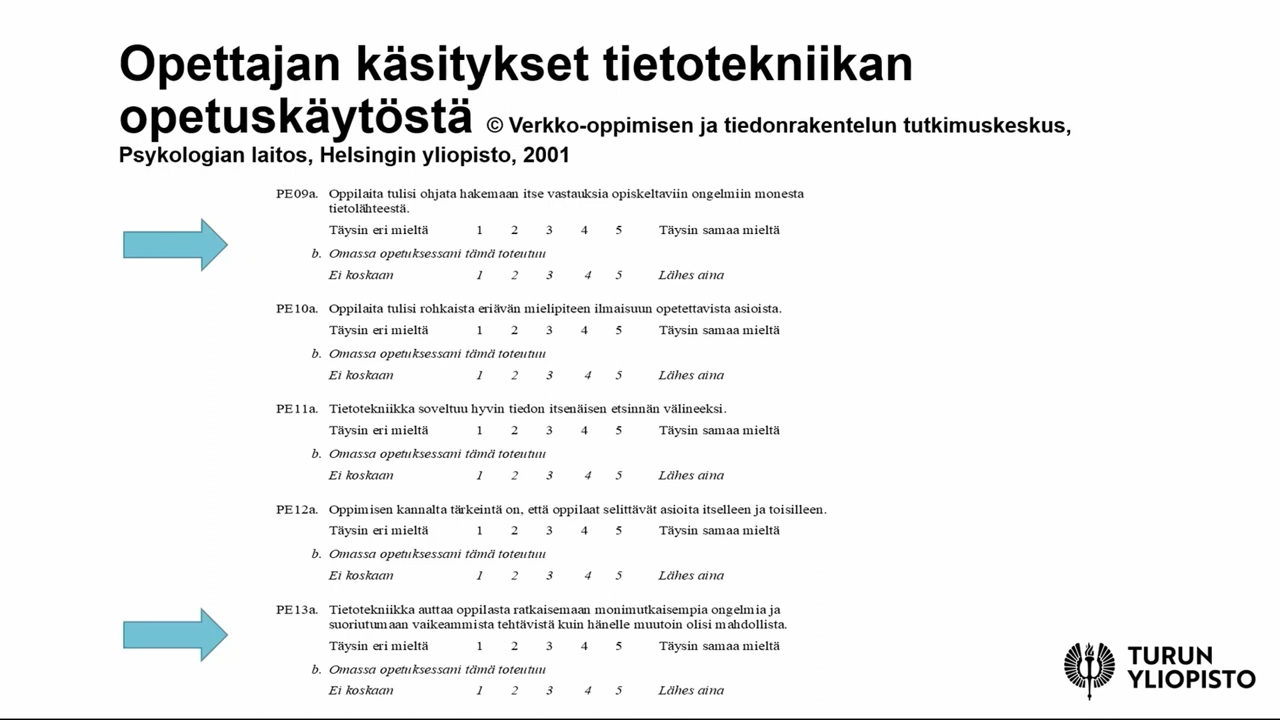 Opettajan käsitykset tietotekniikan
opetuskäytöstä © Verkko-oppimisen ja tiedonrakentelun tutkimuskeskus,
Psykologian laitos, Helsingin yliopisto, 2001
PE09a. Oppilaita tulisi ohjata hakemaan itse vastauksia opiskeltaviin ongelmiin monesta
tietolähteestä.
Täysin eri mieltä 1 2 3 4 5 Täysin samaa mieltä
b. Omassa opetuksessani tämä toteutuu
Ei koskaan 1 2 3 4 5 Lähes aina
PE10a. Oppilaita tulisi rohkaista eriävän mielipiteen ilmaisuun opetettavista asioista.
Täysin eri mieltä 1 2 3 4 5 Täysin samaa mieltä
b. Omassa opetuksessani tämä toteutuu
Ei koskaan 1 2 3 4 5 Lähes aina
PE11a. Tietotekniikka soveltuu hyvin tiedon itsenäisen etsinnän välineeksi.
Täysin eri mieltä 1 2 3 4 5 Täysin samaa mieltä
b. Omassa opetuksessani tämä toteutuu
Ei koskaan 1 2 3 4 5 Lähes aina
PE12a. Oppimisen kannalta tärkeintä on, että oppilaat selittävät asioita itselleen ja toisilleen.
Täysin eri mieltä 1 2 3 4 5 Täysin samaa mieltä
b. Omassa opetuksessani tämä toteutuu
Ei koskaan 1 2 3 4 5 Lähes aina
PE13a. Tietotekniikka auttaa oppilasta ratkaisemaan monimutkaisempia ongelmia ja
suoriutumaan vaikeammista tehtävistä kuin hänelle muutoin olisi mahdollista.
Täysin eri mieltä 1 2 3 4 5 Täysin samaa mieltä
b. Omassa opetuksessani tämä toteutuu
Ei koskaan 1 2 3 4 5 Lähes aina
TURUN
YLIOPISTO